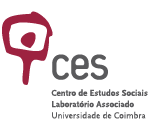 ces
Centro de Estudos Sociais
Laboratório Associado
Universidade de Coimbra